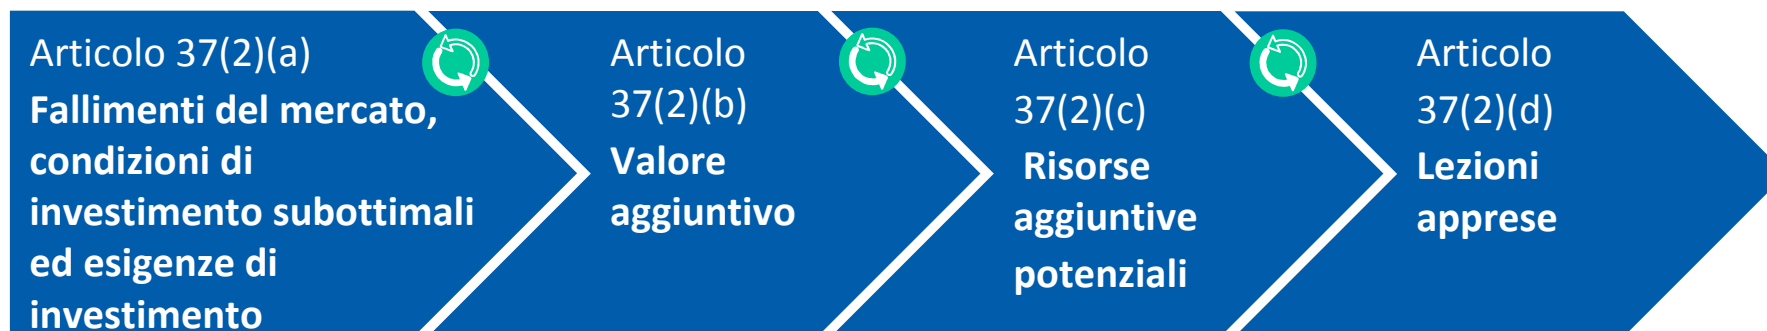 Articolo 37(2)(a)
Fallimenti del mercato,
condizioni di
investimento subottimali
ed esigenze di
investimento
Articolo
37(2)(b)
Valore
aggiuntivo
Articolo
37(2)(c)
Risorse
aggiuntive
potenziali
Articolo
37(2)(d)
Lezioni
apprese